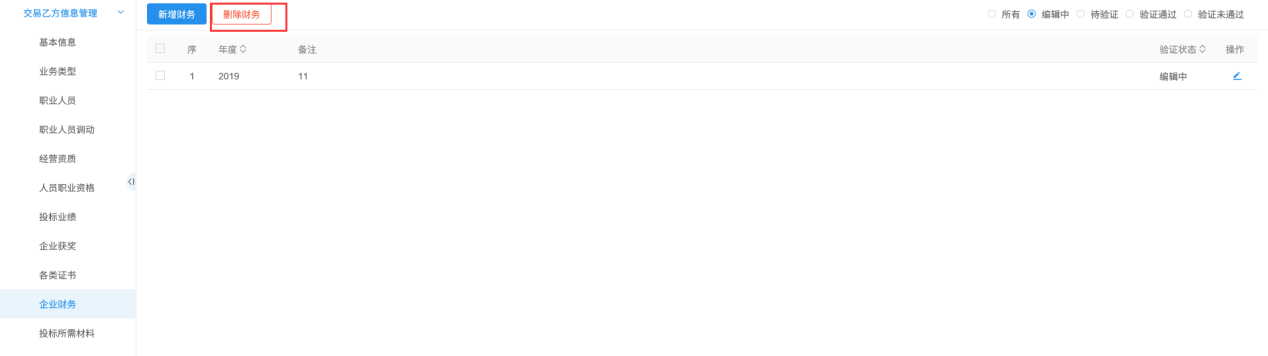 交易乙方信息管理
基本信息
业务类型
职业人员
职业人员调动
经营资质
人员职业资格
投标业绩
企业获奖
各类证书
企业财务
投标所需材料
新增财务 删除财务 所有 编辑中 待验证 验证通过 验证未通过
序 年度 备注 验证状态 操作
1 2019 11 编辑中